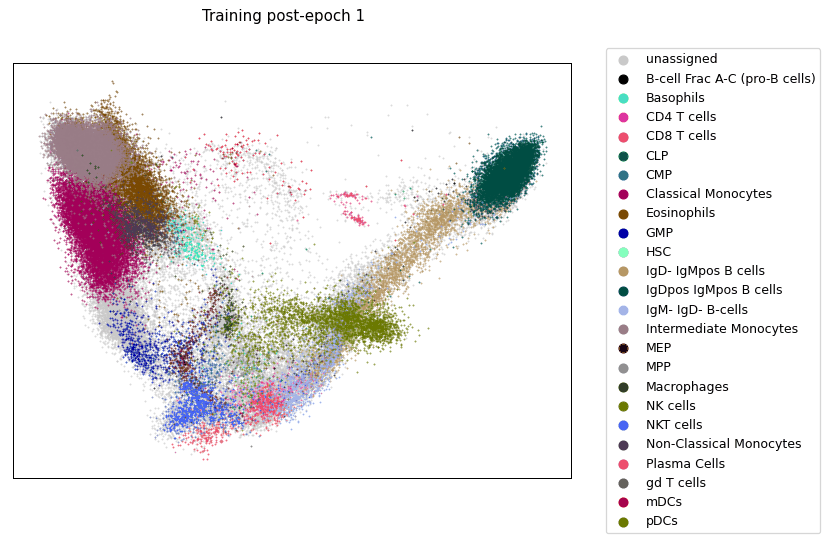 Training post-epoch 1
unassigned
B-cell Frac A-C (pro-B cells)
Basophils
CD4 T cells
CD8 T cells
CLP
CMP
Classical Monocytes
Eosinophils
GMP
HSC
IgD- IgMpos B cells
IgDpos IgMpos B cells
IgM- IgD- B-cells
Intermediate Monocytes
MEP
MPP
Macrophages
NK cells
NKT cells
Non-Classical Monocytes
Plasma Cells
gd T cells
mDCs
pDCs